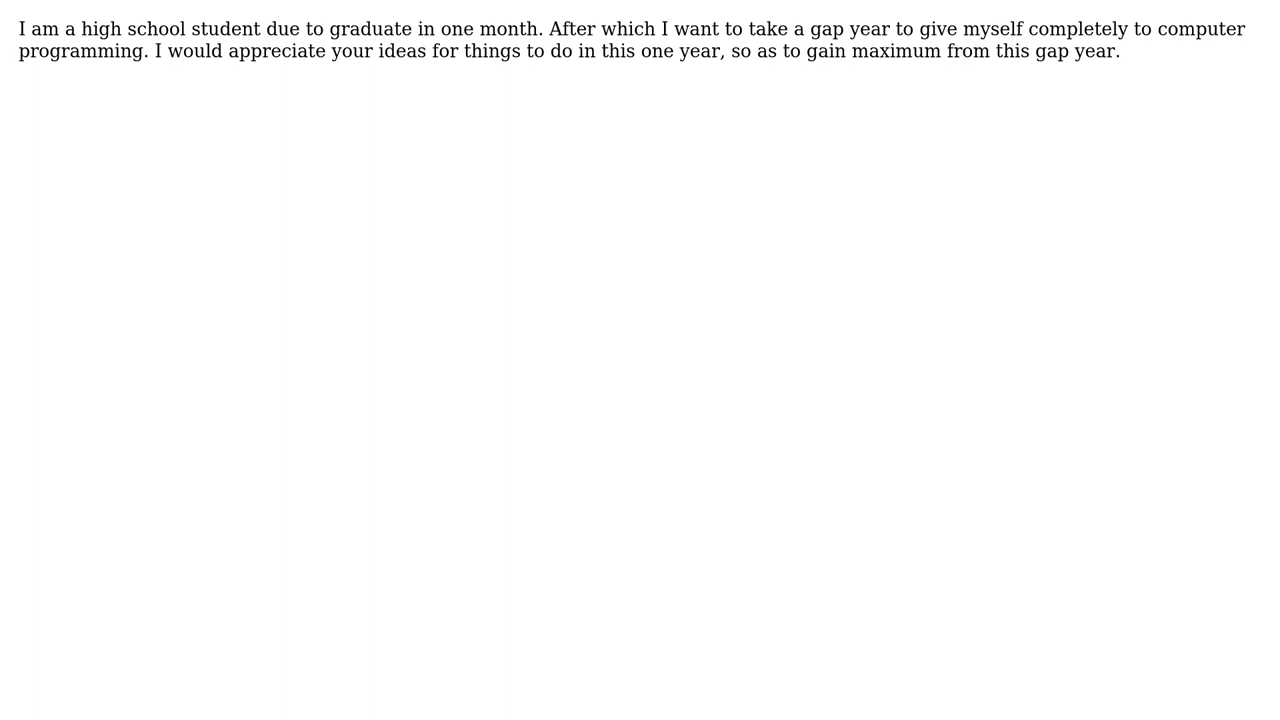 I am a high school student due to graduate in one month. After which I want to take a gap year to give myself completely to computer
programming. I would appreciate your ideas for things to do in this one year, so as to gain maximum from this gap year.